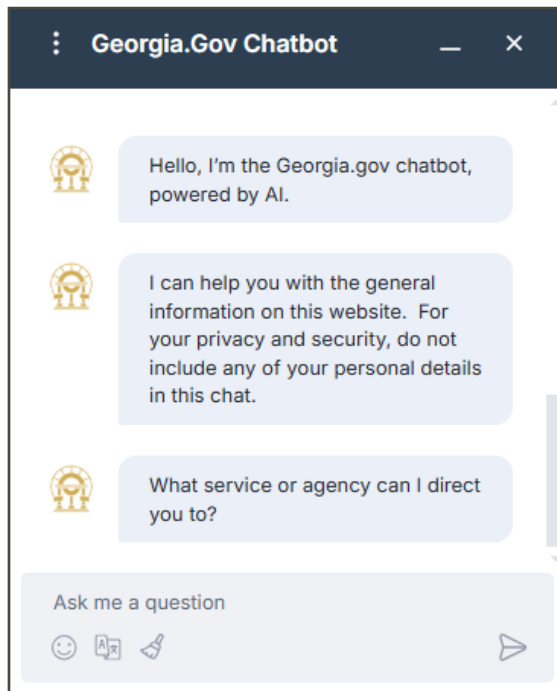 Georgia.Gov Chatbot
Hello, I'm the Georgia.gov chatbot,
powered by AI.
I can help you with the general
information on this website.  For
your privacy and security, do not
include any of your personal details
in this chat.
What service or agency can I direct
you to?
Ask me a question